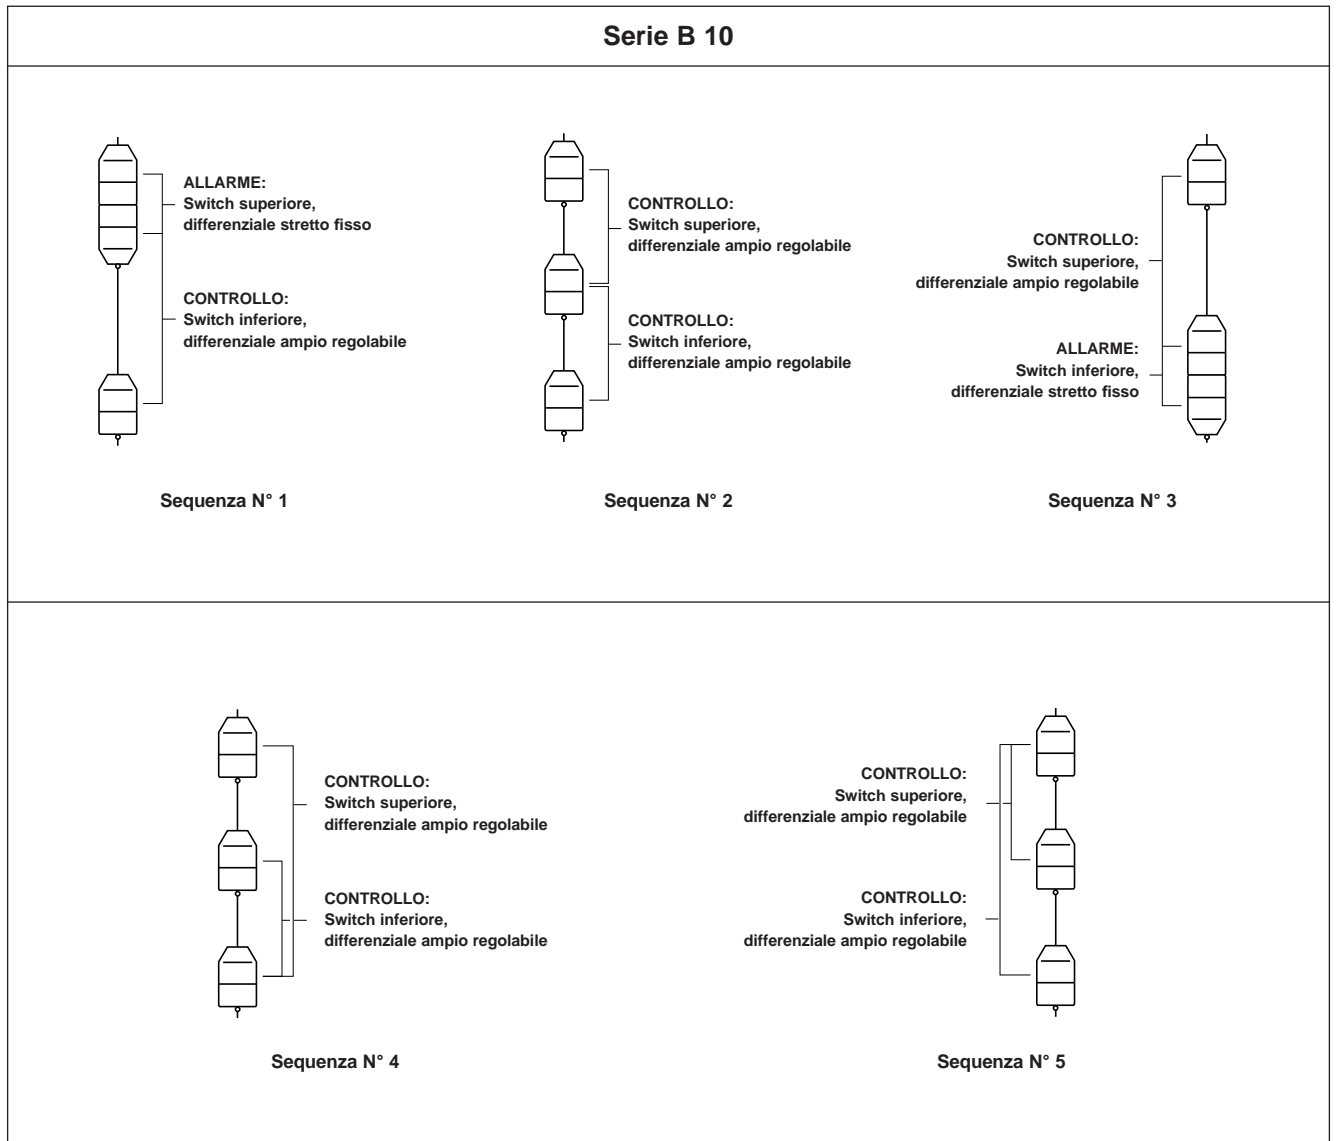 Serie B 10
ALLARME:
Switch superiore,
differenziale stretto fisso
CONTROLLO:
Switch inferiore,
differenziale ampio regolabile
Sequenza N° 1
CONTROLLO:
Switch superiore,
differenziale ampio regolabile
CONTROLLO:
Switch inferiore,
differenziale ampio regolabile
Sequenza N° 2
CONTROLLO:
Switch superiore,
differenziale ampio regolabile
ALLARME:
Switch inferiore,
differenziale stretto fisso
Sequenza N° 3
CONTROLLO:
Switch superiore,
differenziale ampio regolabile
CONTROLLO:
Switch inferiore,
differenziale ampio regolabile
Sequenza N° 4
CONTROLLO:
Switch superiore,
differenziale ampio regolabile
CONTROLLO:
Switch inferiore,
differenziale ampio regolabile
Sequenza N° 5